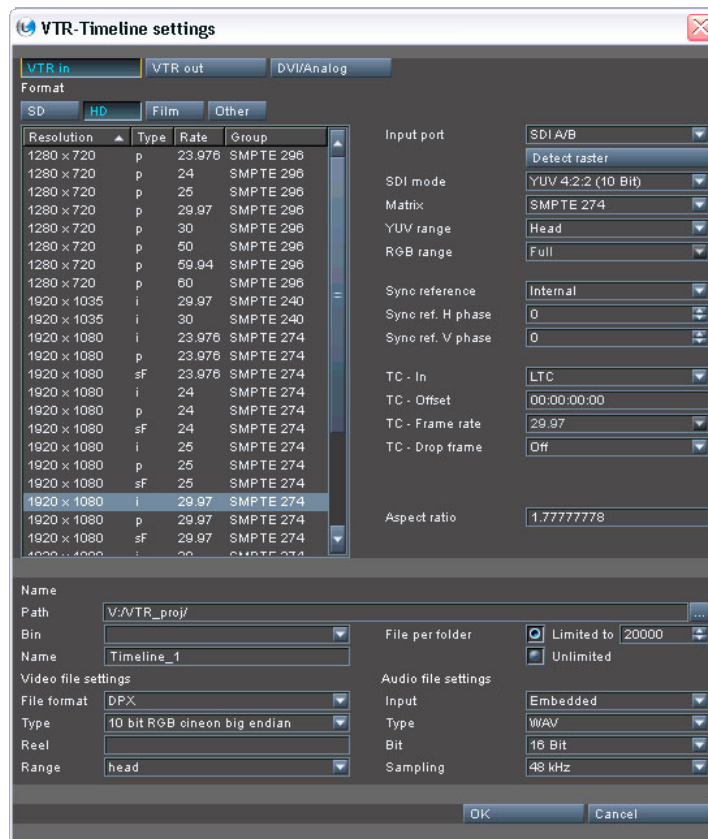 VTR-Timeline settings
VTR in VTR out DVI/Analog
Format
SD HD Film Other
Resolution Type Rate Group
1280 x 720 p 23.976 SMPTE 296
1280 x 720 p 24 SMPTE 296
1280 x 720 p 25 SMPTE 296
1280 x 720 p 29.97 SMPTE 296
1280 x 720 p 30 SMPTE 296
1280 x 720 p 50 SMPTE 296
1280 x 720 p 59.94 SMPTE 296
1280 x 720 p 60 SMPTE 296
1920 x 1035 i 29.97 SMPTE 240
1920 x 1035 i 30 SMPTE 240
1920 x 1080 i 23.976 SMPTE 274
1920 x 1080 p 23.976 SMPTE 274
1920 x 1080 sF 23.976 SMPTE 274
1920 x 1080 i 24 SMPTE 274
1920 x 1080 p 24 SMPTE 274
1920 x 1080 sF 24 SMPTE 274
1920 x 1080 i 25 SMPTE 274
1920 x 1080 p 25 SMPTE 274
1920 x 1080 sF 25 SMPTE 274
1920 x 1080 i 29.97 SMPTE 274
1920 x 1080 p 29.97 SMPTE 274
1920 x 1080 sF 29.97 SMPTE 274
Input port SDI A/B
Detect raster
SDI mode YUV 4:2:2 (10 Bit)
Matrix SMPTE 274
YUV range Head
RGB range Full
Sync reference Internal
Sync ref. H phase 0
Sync ref. V phase 0
TC - In LTC
TC - Offset 00:00:00:00
TC - Frame rate 29.97
TC - Drop frame Off
Aspect ratio 1.77777778
Name
Path V:/VTR_proj/ ...
Bin
Name Timeline_1
File per folder Limited to 20000
Unlimited
Video file settings
File format DPX
Type 10 bit RGB cineon big endian
Reel
Range head
Audio file settings
Input Embedded
Type WAV
Bit 16 Bit
Sampling 48 kHz
OK Cancel